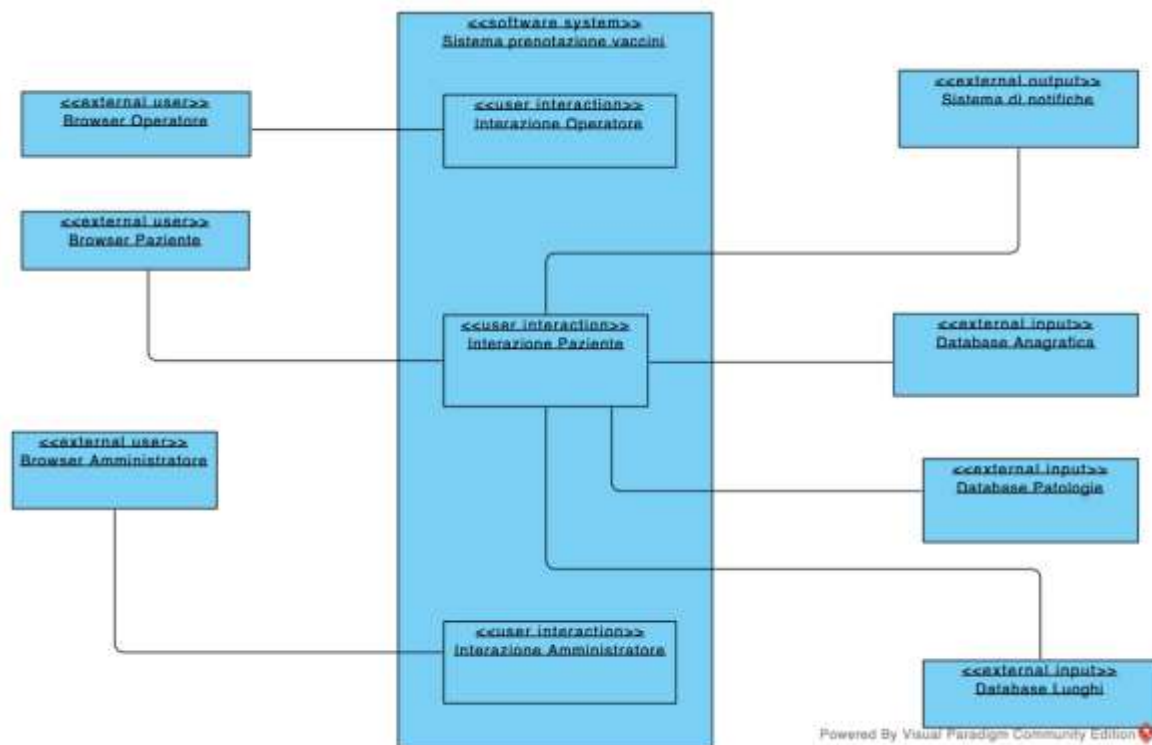 <<software system>>
Sistema prenotazione vaccini
<<external user>>
Browser Operatore
<<user interaction>>
Interazione Operatore
<<external output>>
Sistema di notifiche
<<external user>>
Browser Paziente
<<user interaction>>
Interazione Paziente
<<external input>>
Database Anagrafica
<<external user>>
Browser Amministratore
<<external input>>
Database Patologie
<<user interaction>>
Interazione Amministratore
<<external input>>
Database Luoghi
Powered By Visual Paradigm Community Edition